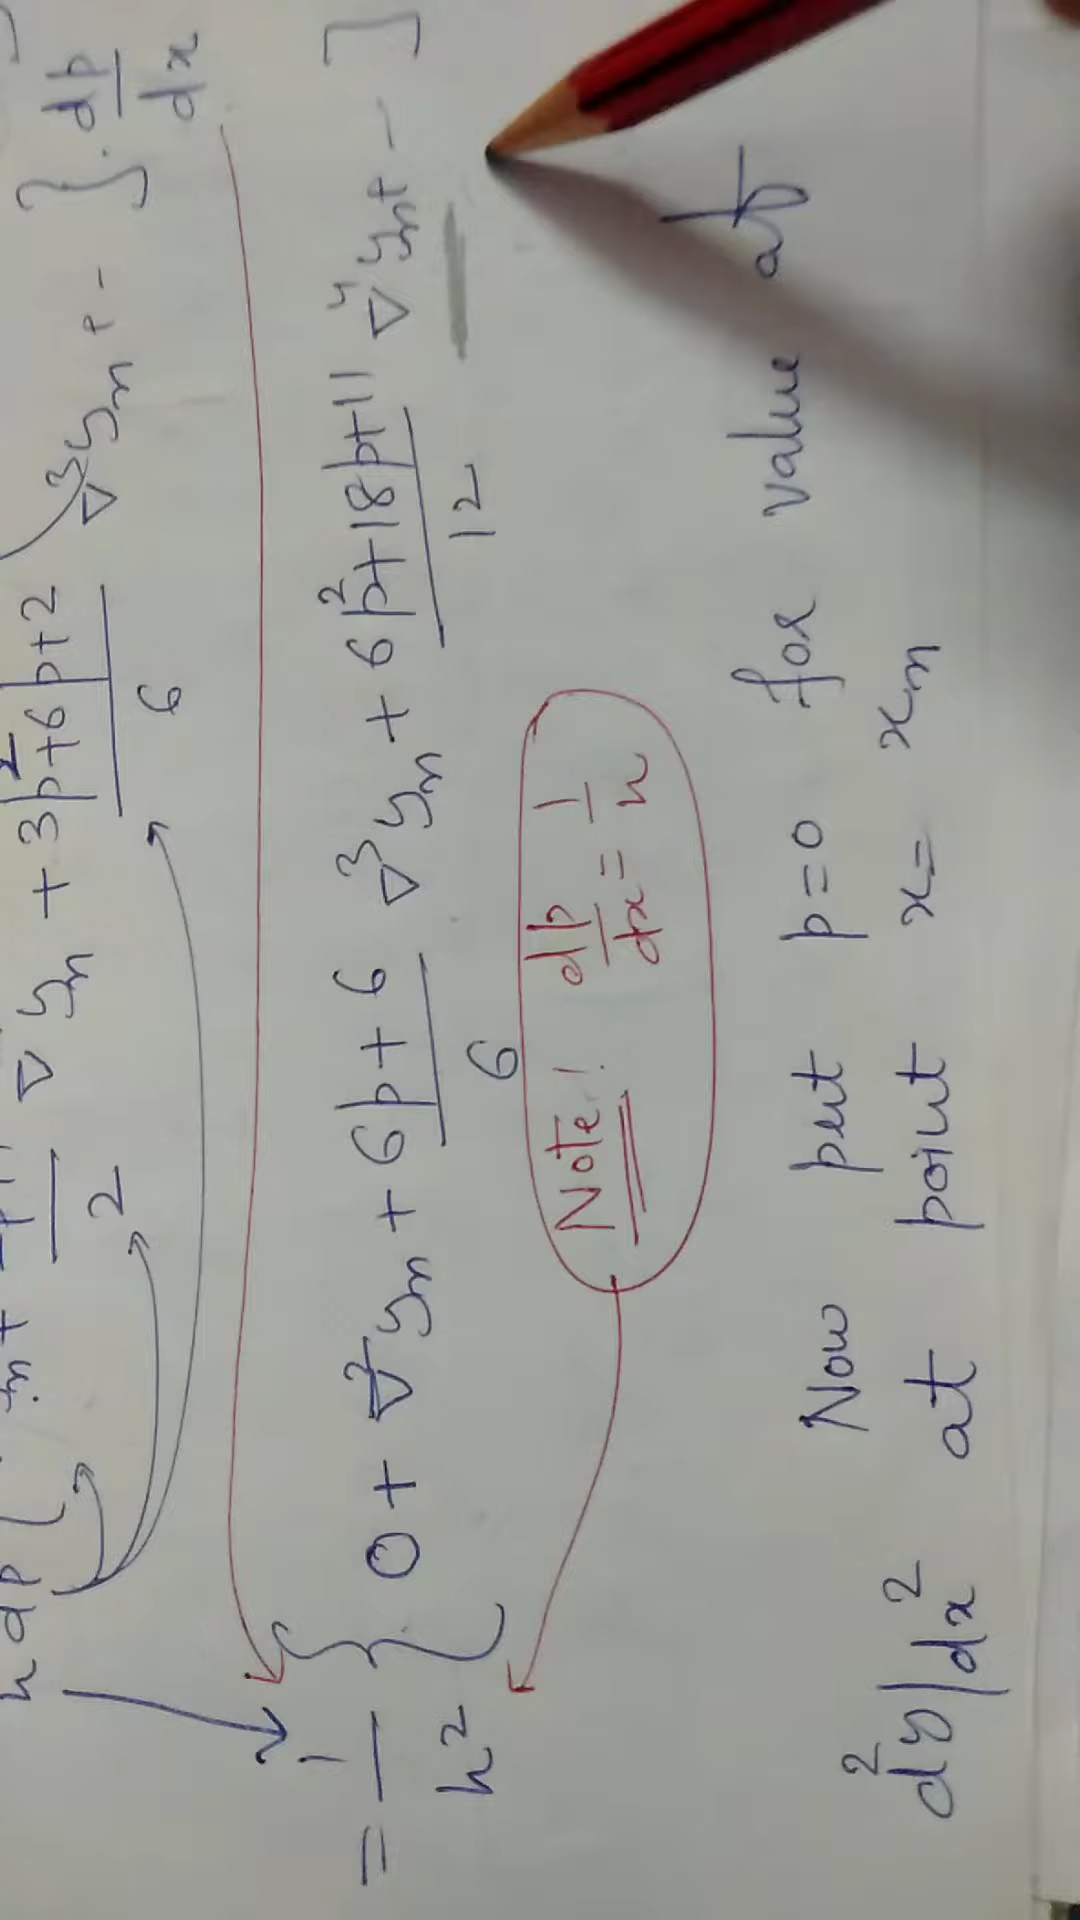 h dp { yn + 2p+1/2 ∇ yn + 3p²+6p+2/6 ∇³yn + - } . dp/dx
= 1/h² { 0 + ∇²yn + 6p+6/6 ∇³yn + 6p²+18p+11/12 ∇⁴yn + - ]
Note! dp/dx = 1/h
Now put p=0 for value of
d²y/dx² at point x= xn